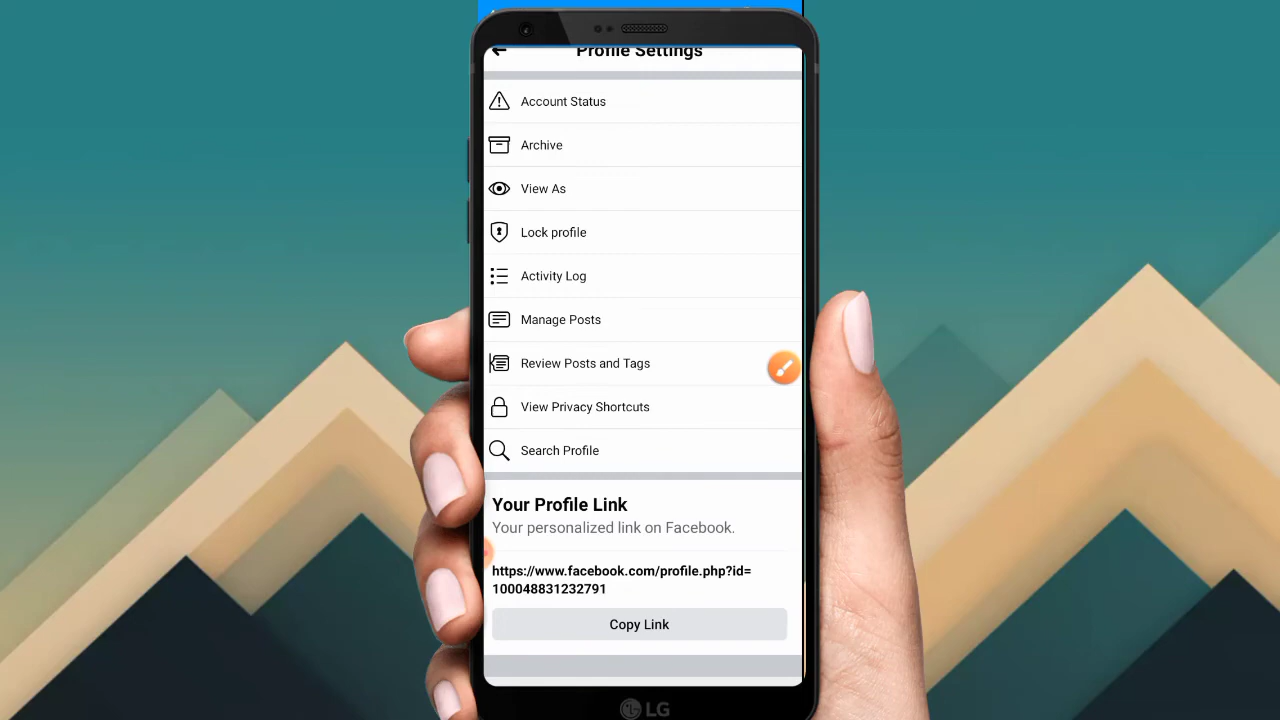 Profile Settings
Account Status
Archive
View As
Lock profile
Activity Log
Manage Posts
Review Posts and Tags
View Privacy Shortcuts
Search Profile
Your Profile Link
Your personalized link on Facebook.
https://www.facebook.com/profile.php?id=
100048831232791
Copy Link
LG